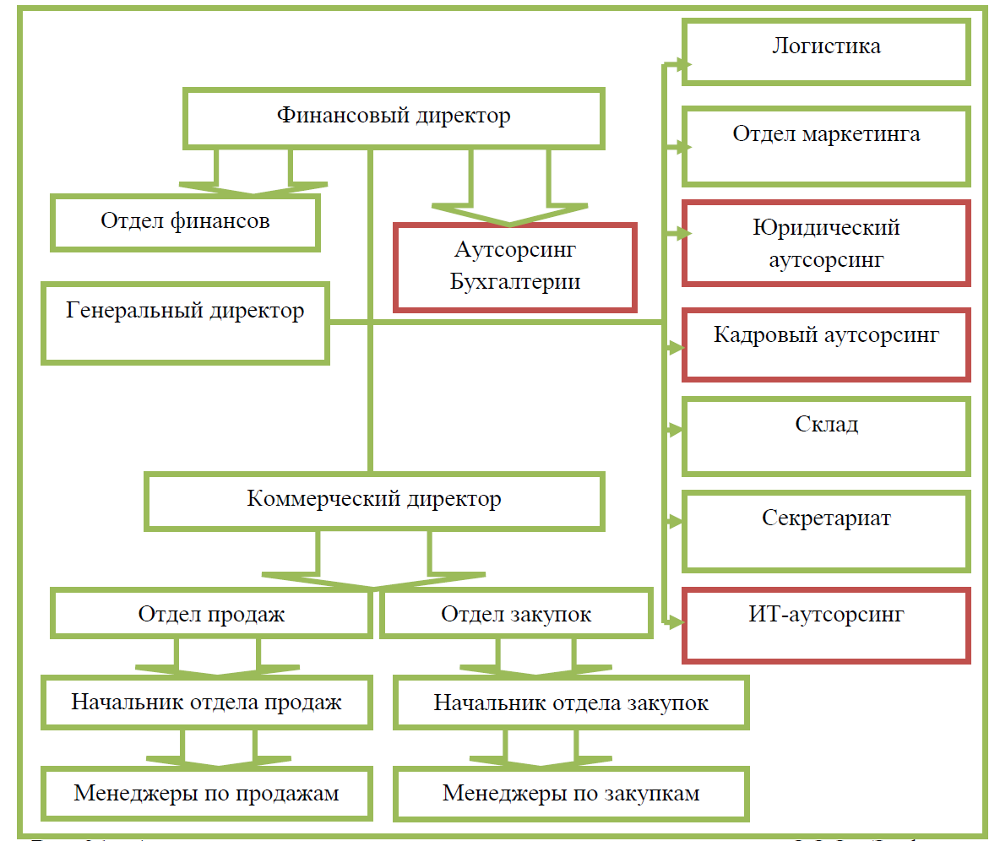 Логистика
Финансовый директор
Отдел маркетинга
Отдел финансов
Аутсорсинг
Бухгалтерии
Юридический
аутсорсинг
Генеральный директор
Кадровый аутсорсинг
Склад
Коммерческий директор
Секретариат
Отдел продаж
Отдел закупок
ИТ-аутсорсинг
Начальник отдела продаж
Начальник отдела закупок
Менеджеры по продажам
Менеджеры по закупкам